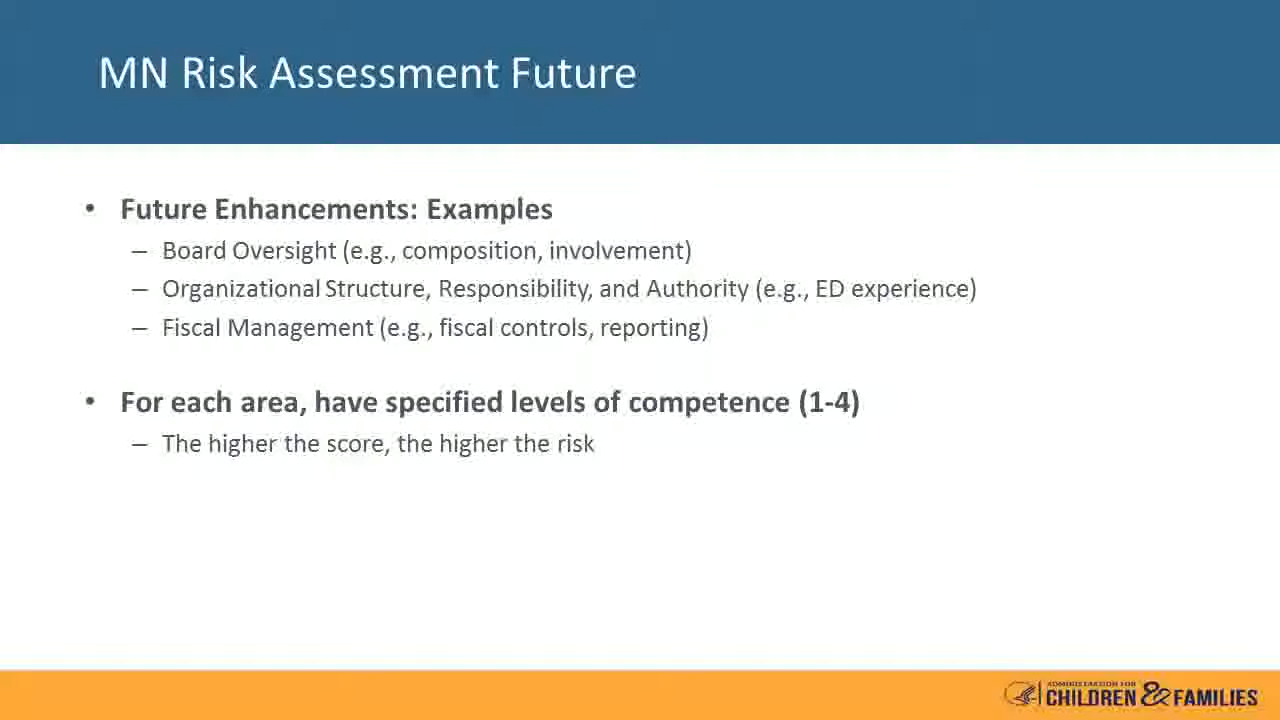 MN Risk Assessment Future
• Future Enhancements: Examples
– Board Oversight (e.g., composition, involvement)
– Organizational Structure, Responsibility, and Authority (e.g., ED experience)
– Fiscal Management (e.g., fiscal controls, reporting)
• For each area, have specified levels of competence (1-4)
– The higher the score, the higher the risk
ADMINISTRATION FOR
CHILDREN & FAMILIES